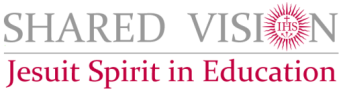 SHARED VISION
IHS
Jesuit Spirit in Education